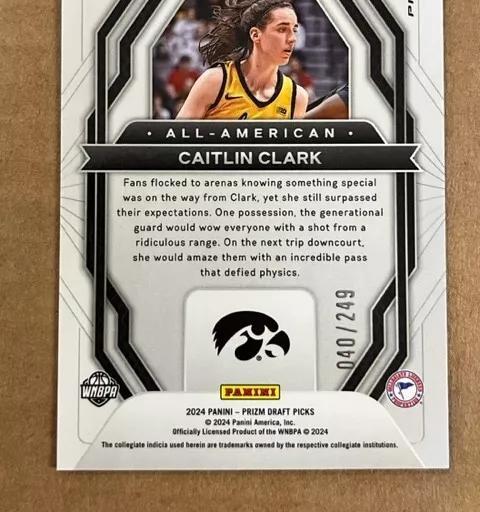 • ALL-AMERICAN •
CAITLIN CLARK
Fans flocked to arenas knowing something special
was on the way from Clark, yet she still surpassed
their expectations. One possession, the generational
guard would wow everyone with a shot from a
ridiculous range. On the next trip downcourt,
she would amaze them with an incredible pass
that defied physics.
040/249
WNBPA
PANINI
2024 PANINI – PRIZM DRAFT PICKS
© 2024 Panini America, Inc.
Officially Licensed Product of the WNBPA © 2024
The collegiate indicia used herein are trademarks owned by the respective collegiate institutions.